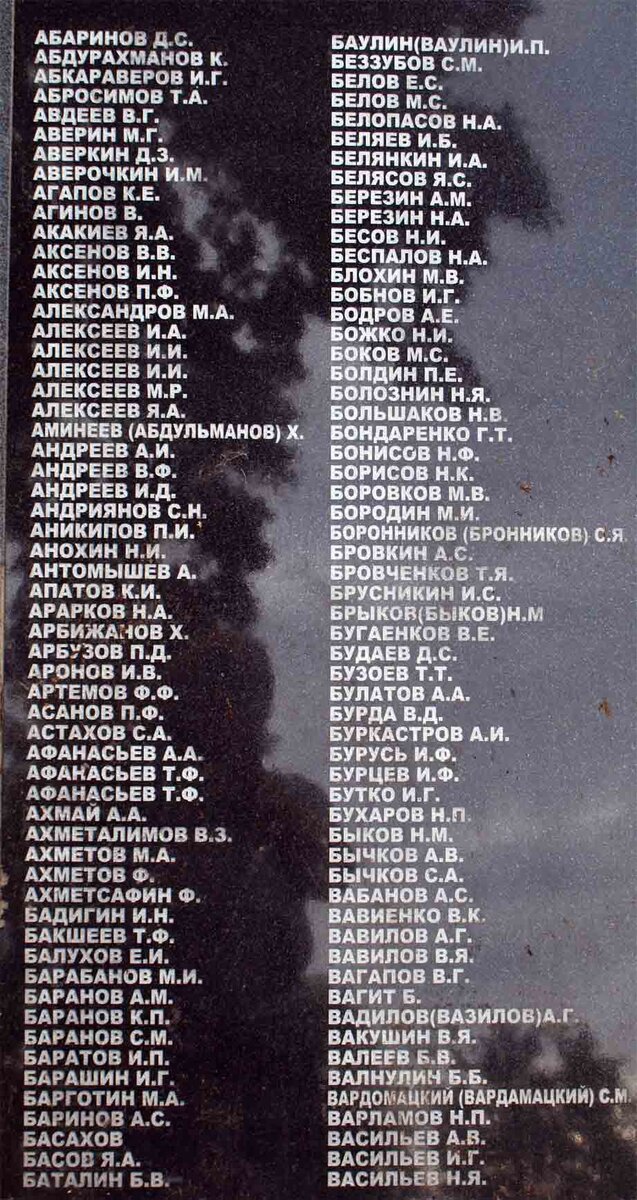 АБАРИНОВ Д.С.
АБДУРАХМАНОВ К.
АБКАРАВЕРОВ И.Г.
АБРОСИМОВ Т.А.
АВДЕЕВ В.Г.
АВЕРИН М.Г.
АВЕРКИН Д.З.
АВЕРОЧКИН И.М.
АГАПОВ К.Е.
АГИНОВ В.
АКАКИЕВ Я.А.
АКСЕНОВ В.В.
АКСЕНОВ И.Н.
АКСЕНОВ П.Ф.
АЛЕКСАНДРОВ М.А.
АЛЕКСЕЕВ И.А.
АЛЕКСЕЕВ И.И.
АЛЕКСЕЕВ И.И.
АЛЕКСЕЕВ М.Р.
АЛЕКСЕЕВ Я.А.
АМИНЕЕВ (АБДУЛЬМАНОВ) Х.
АНДРЕЕВ А.И.
АНДРЕЕВ В.Ф.
АНДРЕЕВ И.Д.
АНДРИЯНОВ С.Н.
АНИКИПОВ П.И.
АНОХИН Н.И.
АНТОМЫШЕВ А.
АПАТОВ К.И.
АРАРКОВ Н.А.
АРБИЖАНОВ Х.
АРБУЗОВ П.Д.
АРОНОВ И.В.
АРТЕМОВ Ф.Ф.
АСАНОВ П.Ф.
АСТАХОВ С.А.
АФАНАСЬЕВ А.А.
АФАНАСЬЕВ Т.Ф.
АФАНАСЬЕВ Т.Ф.
АХМАЙ А.А.
АХМЕТАЛИМОВ В.З.
АХМЕТОВ М.А.
АХМЕТОВ Ф.
АХМЕТСАФИН Ф.
БАДИГИН И.Н.
БАКШЕЕВ Т.Ф.
БАЛУХОВ Е.И.
БАРАБАНОВ М.И.
БАРАНОВ А.М.
БАРАНОВ К.П.
БАРАНОВ С.М.
БАРАТОВ И.П.
БАРАШИН И.Г.
БАРГОТИН М.А.
БАРИНОВ А.С.
БАСАХОВ
БАСОВ Я.А.
БАТАЛИН Б.В.
БАУЛИН(ВАУЛИН)И.П.
БЕЗЗУБОВ С.М.
БЕЛОВ Е.С.
БЕЛОВ М.С.
БЕЛОПАСОВ Н.А.
БЕЛЯЕВ И.Б.
БЕЛЯНКИН И.А.
БЕЛЯСОВ Я.С.
БЕРЕЗИН А.М.
БЕРЕЗИН Н.А.
БЕСОВ Н.И.
БЕСПАЛОВ Н.А.
БЛОХИН М.В.
БОБНОВ И.Г.
БОДРОВ А.Е.
БОЖКО Н.И.
БОКОВ М.С.
БОЛДИН П.Е.
БОЛОЗНИН Н.Я.
БОЛЬШАКОВ Н.В.
БОНДАРЕНКО Г.Т.
БОНИСОВ Н.Ф.
БОРИСОВ Н.К.
БОРОВКОВ М.В.
БОРОДИН М.И.
БОРОННИКОВ (БРОННИКОВ) С.Я.
БРОВКИН А.С.
БРОВЧЕНКОВ Т.Я.
БРУСНИКИН И.С.
БРЫКОВ(БЫКОВ)Н.М
БУГАЕНКОВ В.Е.
БУДАЕВ Д.С.
БУЗОЕВ Т.Т.
БУЛАТОВ А.А.
БУРДА В.Д.
БУРКАСТРОВ А.И.
БУРУСЬ И.Ф.
БУРЦЕВ И.Ф.
БУТКО И.Г.
БУХАРОВ Н.П.
БЫКОВ Н.М.
БЫЧКОВ А.В.
БЫЧКОВ С.А.
ВАБАНОВ А.С.
ВАВИЕНКО В.К.
ВАВИЛОВ А.Г.
ВАВИЛОВ В.Я.
ВАГАПОВ В.Г.
ВАГИТ Б.
ВАДИЛОВ(ВАЗИЛОВ)А.Г.
ВАКУШИН В.Я.
ВАЛЕЕВ Б.В.
ВАЛНУЛИН Б.Б.
ВАРДОМАЦКИЙ (ВАРДАМАЦКИЙ) С.М.
ВАРЛАМОВ Н.П.
ВАСИЛЬЕВ А.В.
ВАСИЛЬЕВ И.Г.
ВАСИЛЬЕВ Н.Я.